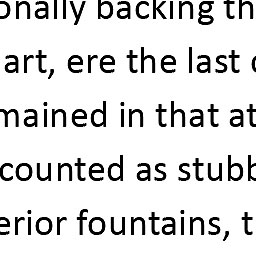 onally backing th
art, ere the last
mained in that at
counted as stubb
erior fountains, t